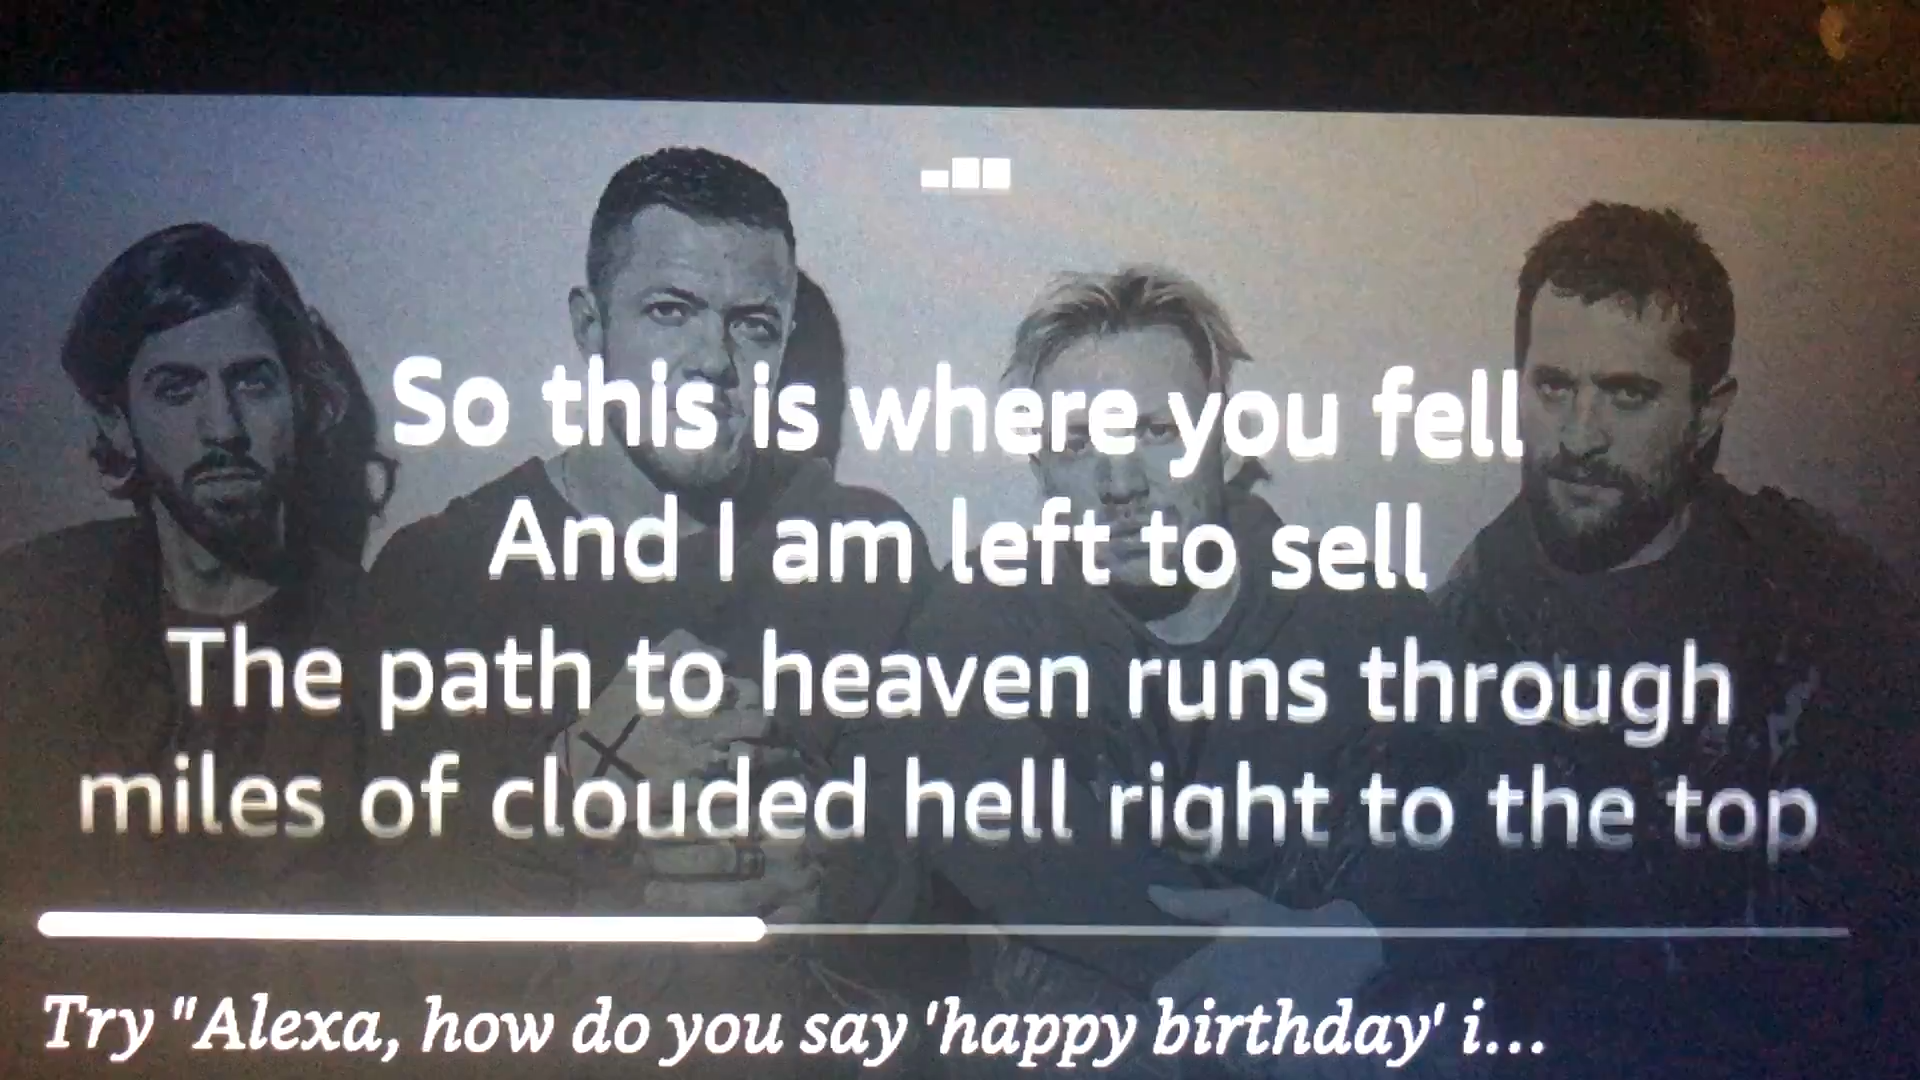 So this is where you fell
And I am left to sell
The path to heaven runs through
miles of clouded hell right to the top
Try "Alexa, how do you say 'happy birthday' i...